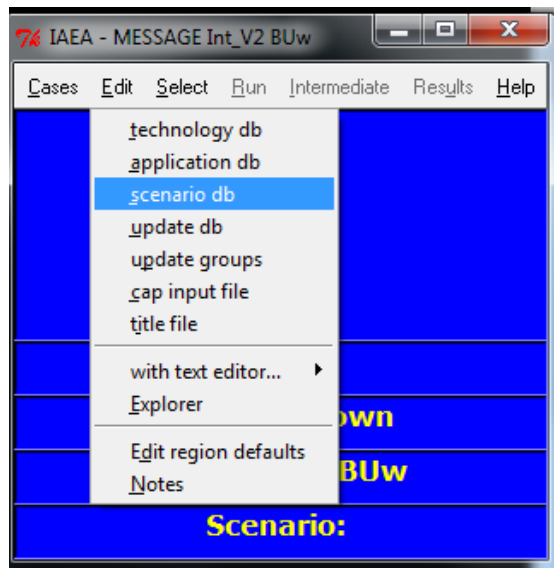 7% IAEA - MESSAGE Int_V2 BUw
Cases Edit Select Run Intermediate Results Help
technology db
application db
scenario db
update db
update groups
cap input file
title file
with text editor...
Explorer
own
Edit region defaults
BUw
Notes
Scenario: